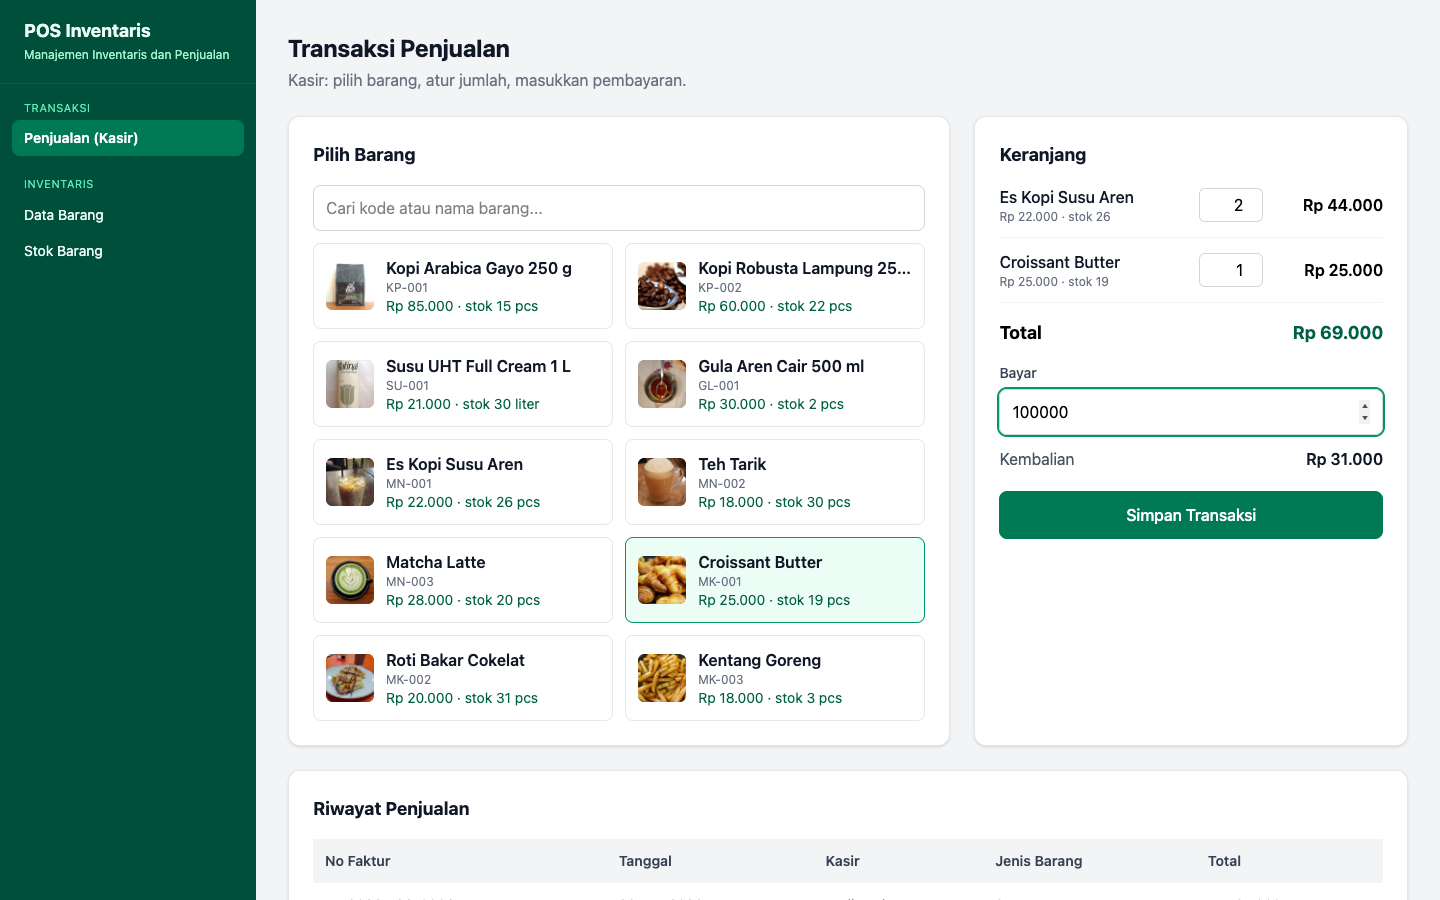 POS Inventaris
Manajemen Inventaris dan Penjualan
TRANSAKSI
Penjualan (Kasir)
INVENTARIS
Data Barang
Stok Barang
Transaksi Penjualan
Kasir: pilih barang, atur jumlah, masukkan pembayaran.
Pilih Barang
Cari kode atau nama barang...
Kopi Arabica Gayo 250 g
KP-001
Rp 85.000 · stok 15 pcs
Kopi Robusta Lampung 25...
KP-002
Rp 60.000 · stok 22 pcs
Susu UHT Full Cream 1 L
SU-001
Rp 21.000 · stok 30 liter
Gula Aren Cair 500 ml
GL-001
Rp 30.000 · stok 2 pcs
Es Kopi Susu Aren
MN-001
Rp 22.000 · stok 26 pcs
Teh Tarik
MN-002
Rp 18.000 · stok 30 pcs
Matcha Latte
MN-003
Rp 28.000 · stok 20 pcs
Croissant Butter
MK-001
Rp 25.000 · stok 19 pcs
Roti Bakar Cokelat
MK-002
Rp 20.000 · stok 31 pcs
Kentang Goreng
MK-003
Rp 18.000 · stok 3 pcs
Keranjang
Es Kopi Susu Aren
Rp 22.000 · stok 26
2
Rp 44.000
Croissant Butter
Rp 25.000 · stok 19
1
Rp 25.000
Total Rp 69.000
Bayar
100000
Kembalian Rp 31.000
Simpan Transaksi
Riwayat Penjualan
No Faktur Tanggal Kasir Jenis Barang Total